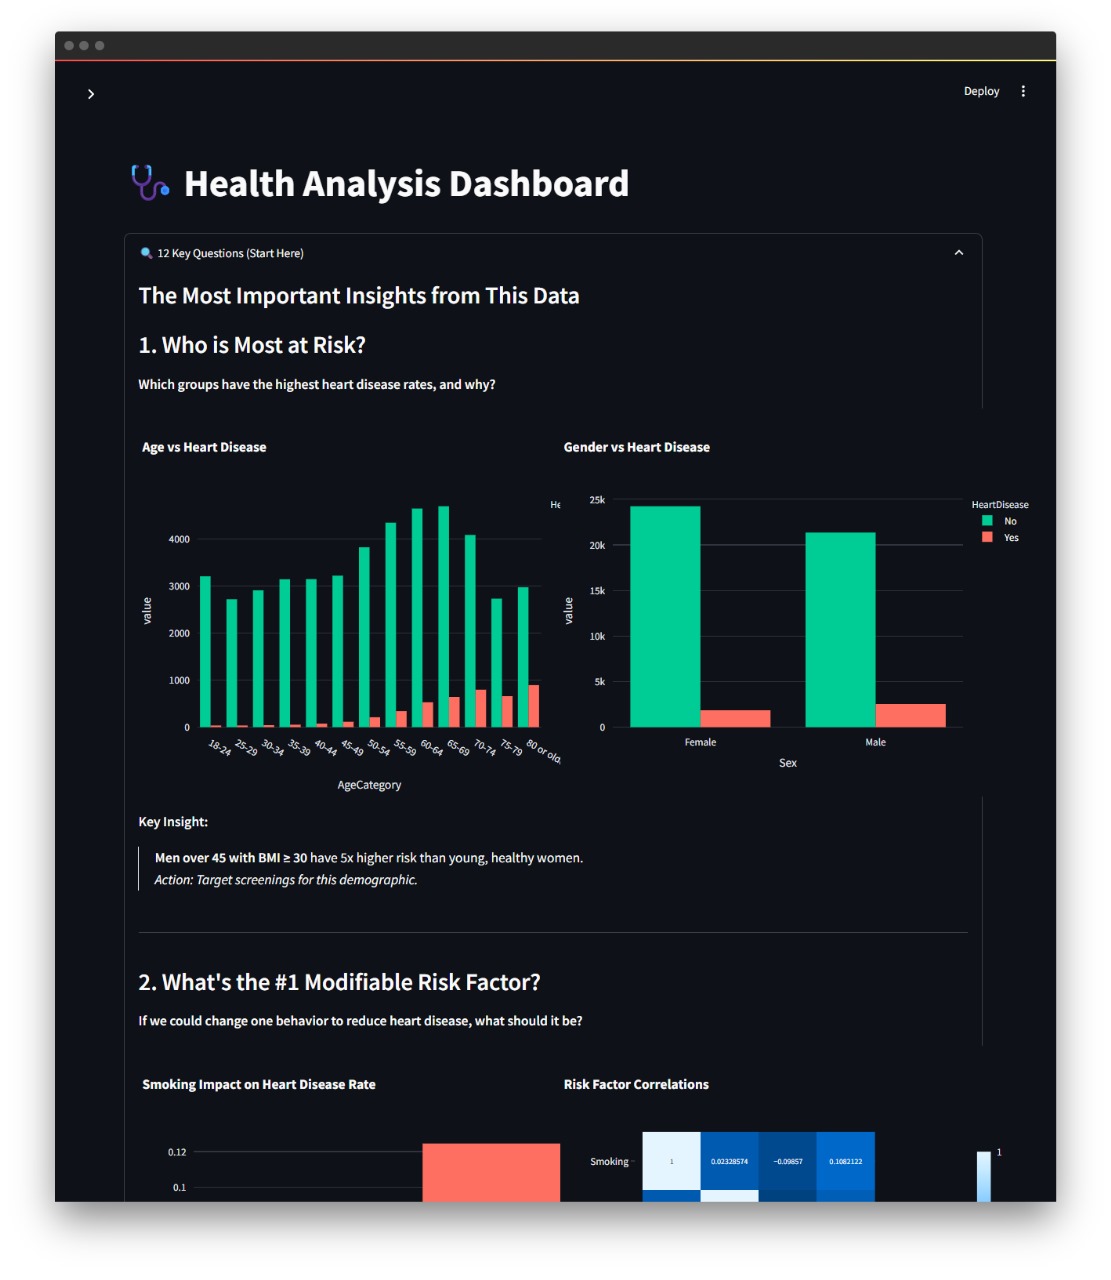 Deploy
Health Analysis Dashboard
12 Key Questions (Start Here)
The Most Important Insights from This Data
1. Who is Most at Risk?
Which groups have the highest heart disease rates, and why?
Age vs Heart Disease
He
4000
3000
2000
1000
0
value
18-24
25-29
30-34
35-39
40-44
45-49
50-54
55-59
60-64
65-69
70-74
75-79
80 or old
AgeCategory
Gender vs Heart Disease
25k
20k
15k
10k
5k
0
value
Female
Male
Sex
HeartDisease
No
Yes
Key Insight:
Men over 45 with BMI ≥ 30 have 5x higher risk than young, healthy women.
Action: Target screenings for this demographic.
2. What's the #1 Modifiable Risk Factor?
If we could change one behavior to reduce heart disease, what should it be?
Smoking Impact on Heart Disease Rate
0.12
0.1
Risk Factor Correlations
Smoking
1
0.02328574
−0.09857
0.1082122
1